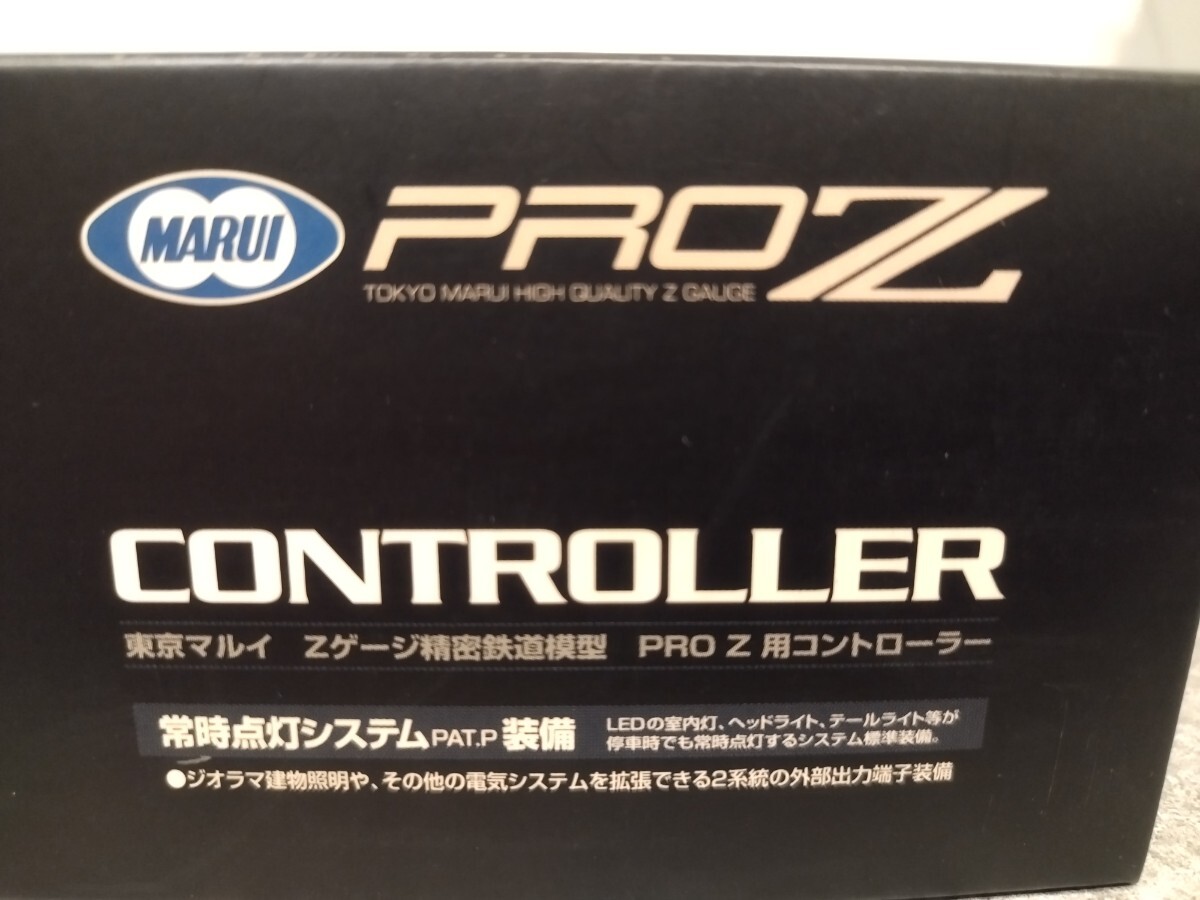 MARUI
PRO Z
TOKYO MARUI HIGH QUALITY Z GAUGE
CONTROLLER
東京マルイ Zゲージ精密鉄道模型 PRO Z 用コントローラー
常時点灯システムPAT.P装備
LEDの室内灯、ヘッドライト、テールライト等が
停車時でも常時点灯するシステム標準装備。
●ジオラマ建物照明や、その他の電気システムを拡張できる2系統の外部出力端子装備